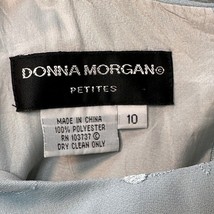 DONNA MORGAN©
PETITES
MADE IN CHINA
100% POLYESTER
RN 103737 ©
DRY CLEAN ONLY
10